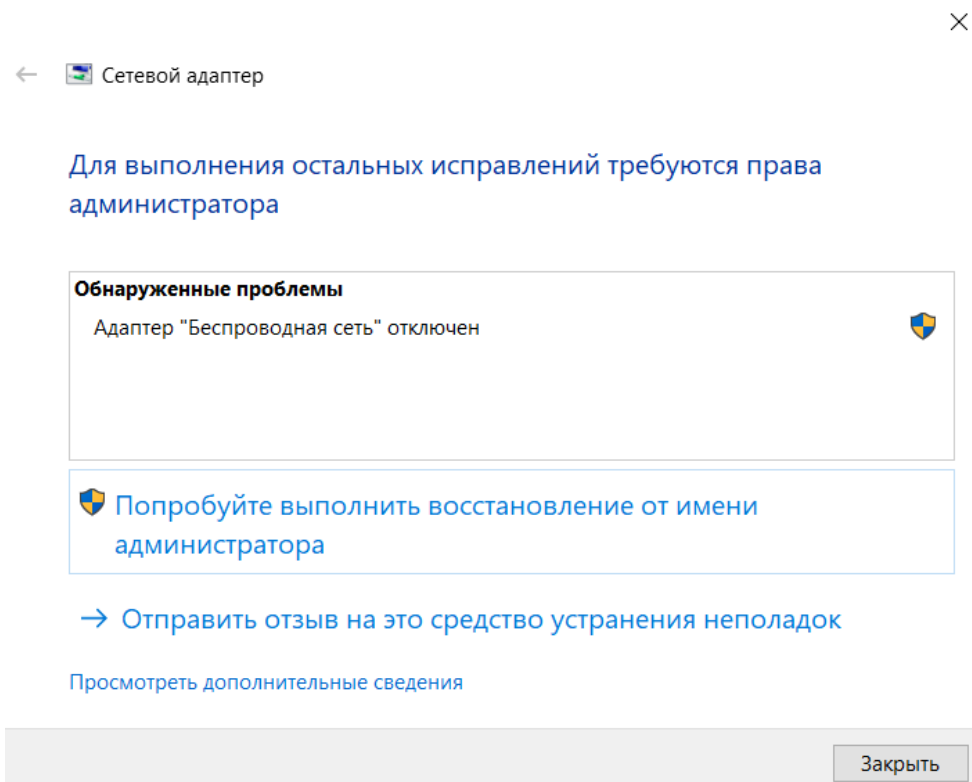 Сетевой адаптер
Для выполнения остальных исправлений требуются права
администратора
Обнаруженные проблемы
Адаптер "Беспроводная сеть" отключен
Попробуйте выполнить восстановление от имени
администратора
Отправить отзыв на это средство устранения неполадок
Просмотреть дополнительные сведения
Закрыть